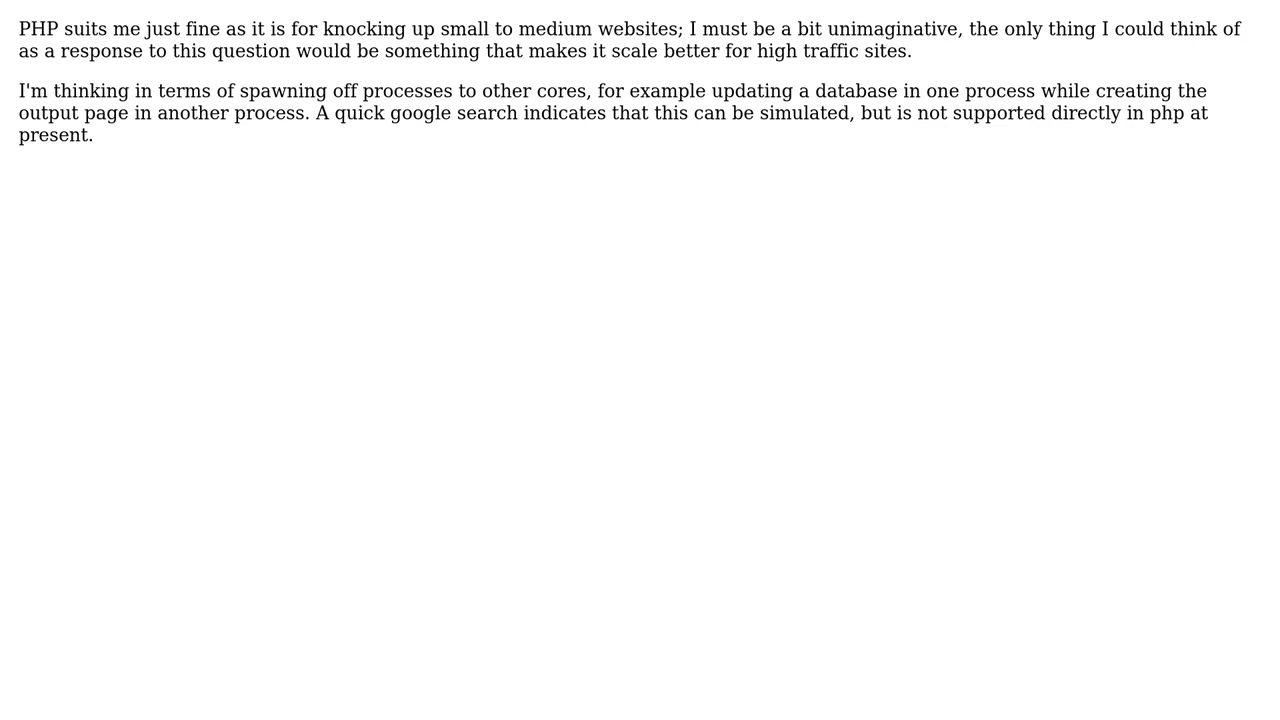 PHP suits me just fine as it is for knocking up small to medium websites; I must be a bit unimaginative, the only thing I could think of
as a response to this question would be something that makes it scale better for high traffic sites.
I'm thinking in terms of spawning off processes to other cores, for example updating a database in one process while creating the
output page in another process. A quick google search indicates that this can be simulated, but is not supported directly in php at
present.